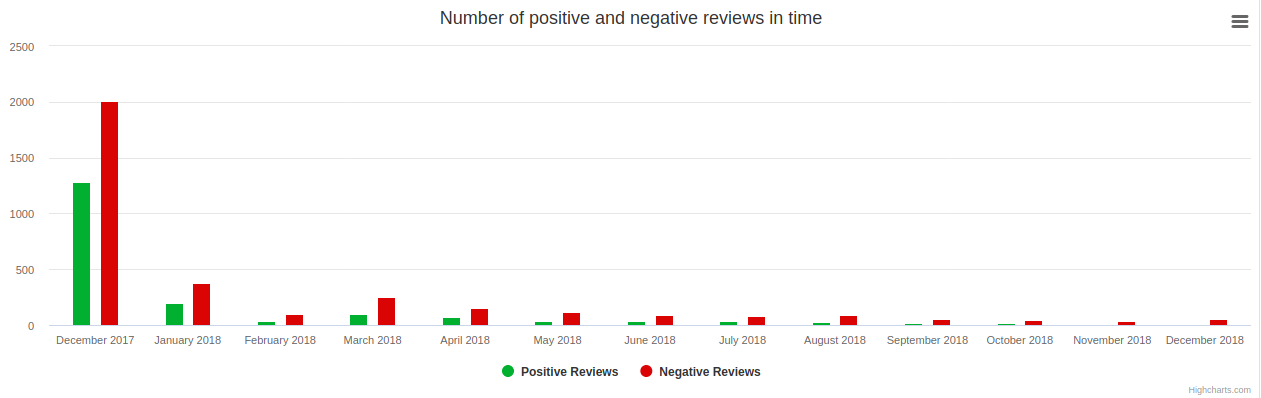 Number of positive and negative reviews in time
2500
2000
1500
1000
500
0
December 2017 January 2018 February 2018 March 2018 April 2018 May 2018 June 2018 July 2018 August 2018 September 2018 October 2018 November 2018 December 2018
Positive Reviews Negative Reviews
Highcharts.com